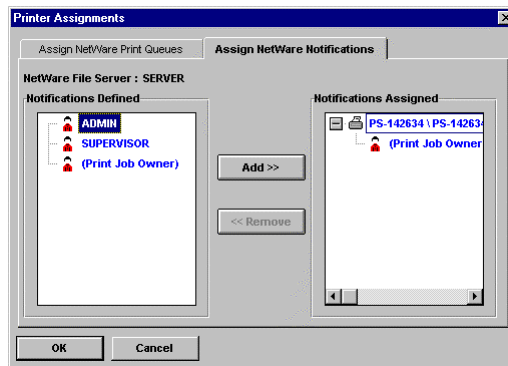 Printer Assignments
Assign NetWare Print Queues
Assign NetWare Notifications
NetWare File Server : SERVER
Notifications Defined
ADMIN
SUPERVISOR
(Print Job Owner)
Add >>
<< Remove
Notifications Assigned
PS-142634 \ PS-142634
(Print Job Owner
OK
Cancel